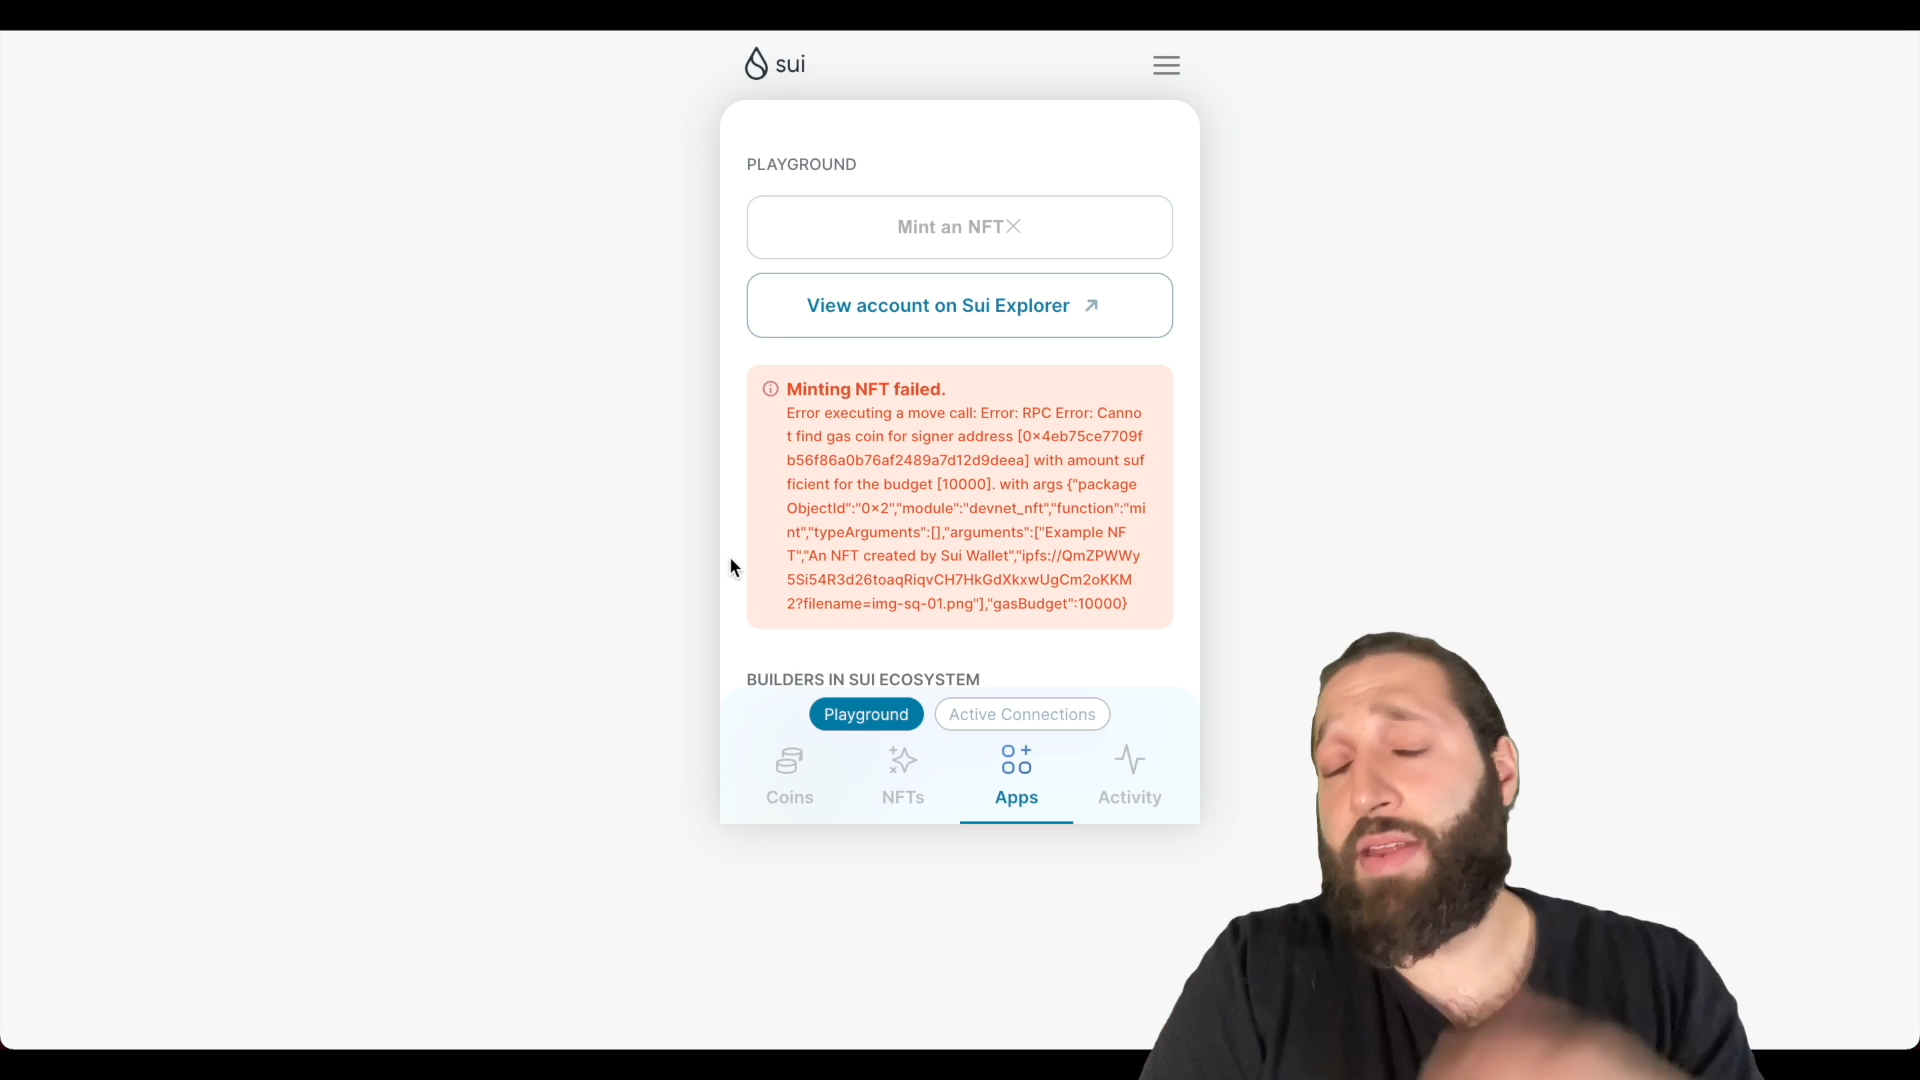 sui
PLAYGROUND
Mint an NFT
View account on Sui Explorer
Minting NFT failed.
Error executing a move call: Error: RPC Error: Canno
t find gas coin for signer address [0x4eb75ce7709f
b56f86a0b76af2489a7d12d9deea] with amount suf
ficient for the budget [10000]. with args {"package
ObjectId":"0x2","module":"devnet_nft","function":"mi
nt","typeArguments":[],"arguments":["Example NF
T","An NFT created by Sui Wallet","ipfs://QmZPWWy
5Si54R3d26toaqRiqvCH7HkGdXkxwUgCm2oKKM
2?filename=img-sq-01.png"],"gasBudget":10000}
BUILDERS IN SUI ECOSYSTEM
Playground
Active Connections
Coins
NFTs
Apps
Activity